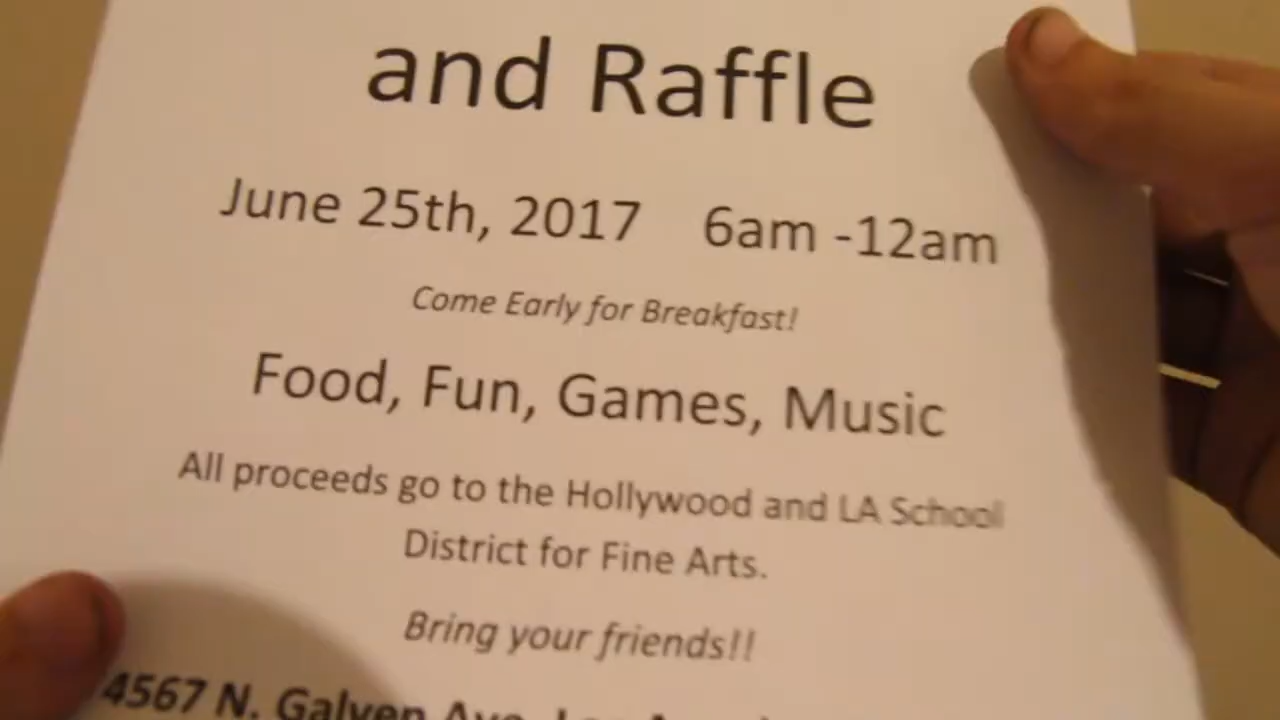 and Raffle
June 25th, 2017 6am -12am
Come Early for Breakfast!
Food, Fun, Games, Music
All proceeds go to the Hollywood and LA School
District for Fine Arts.
Bring your friends!!
4567 N. Galven Ave